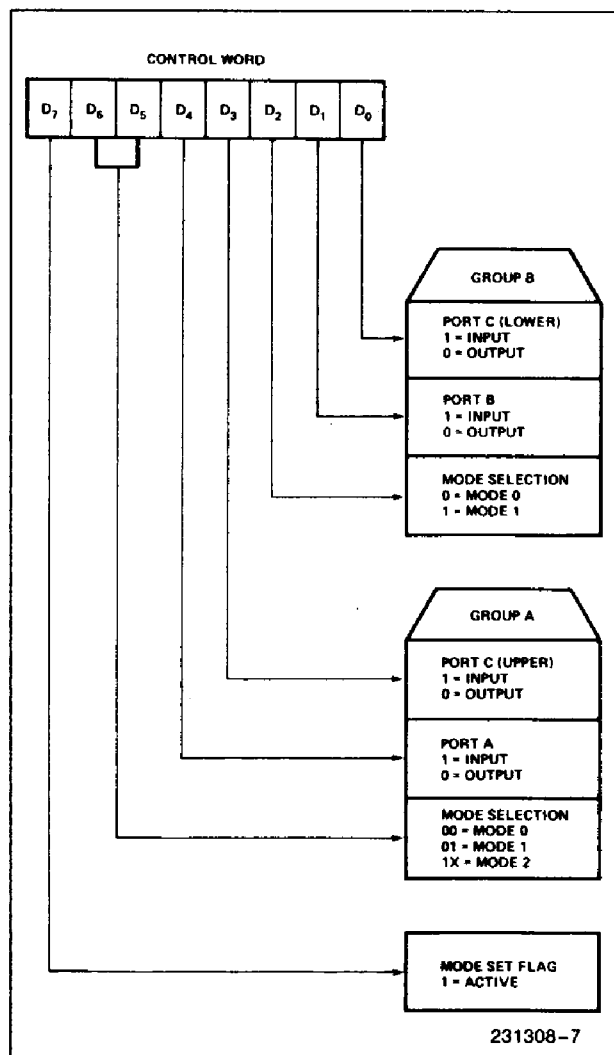 CONTROL WORD
D7 D6 D5 D4 D3 D2 D1 D0
GROUP B
PORT C (LOWER)
1 = INPUT
0 = OUTPUT
PORT B
1 = INPUT
0 = OUTPUT
MODE SELECTION
0 = MODE 0
1 = MODE 1
GROUP A
PORT C (UPPER)
1 = INPUT
0 = OUTPUT
PORT A
1 = INPUT
0 = OUTPUT
MODE SELECTION
00 = MODE 0
01 = MODE 1
1X = MODE 2
MODE SET FLAG
1 = ACTIVE
231308-7